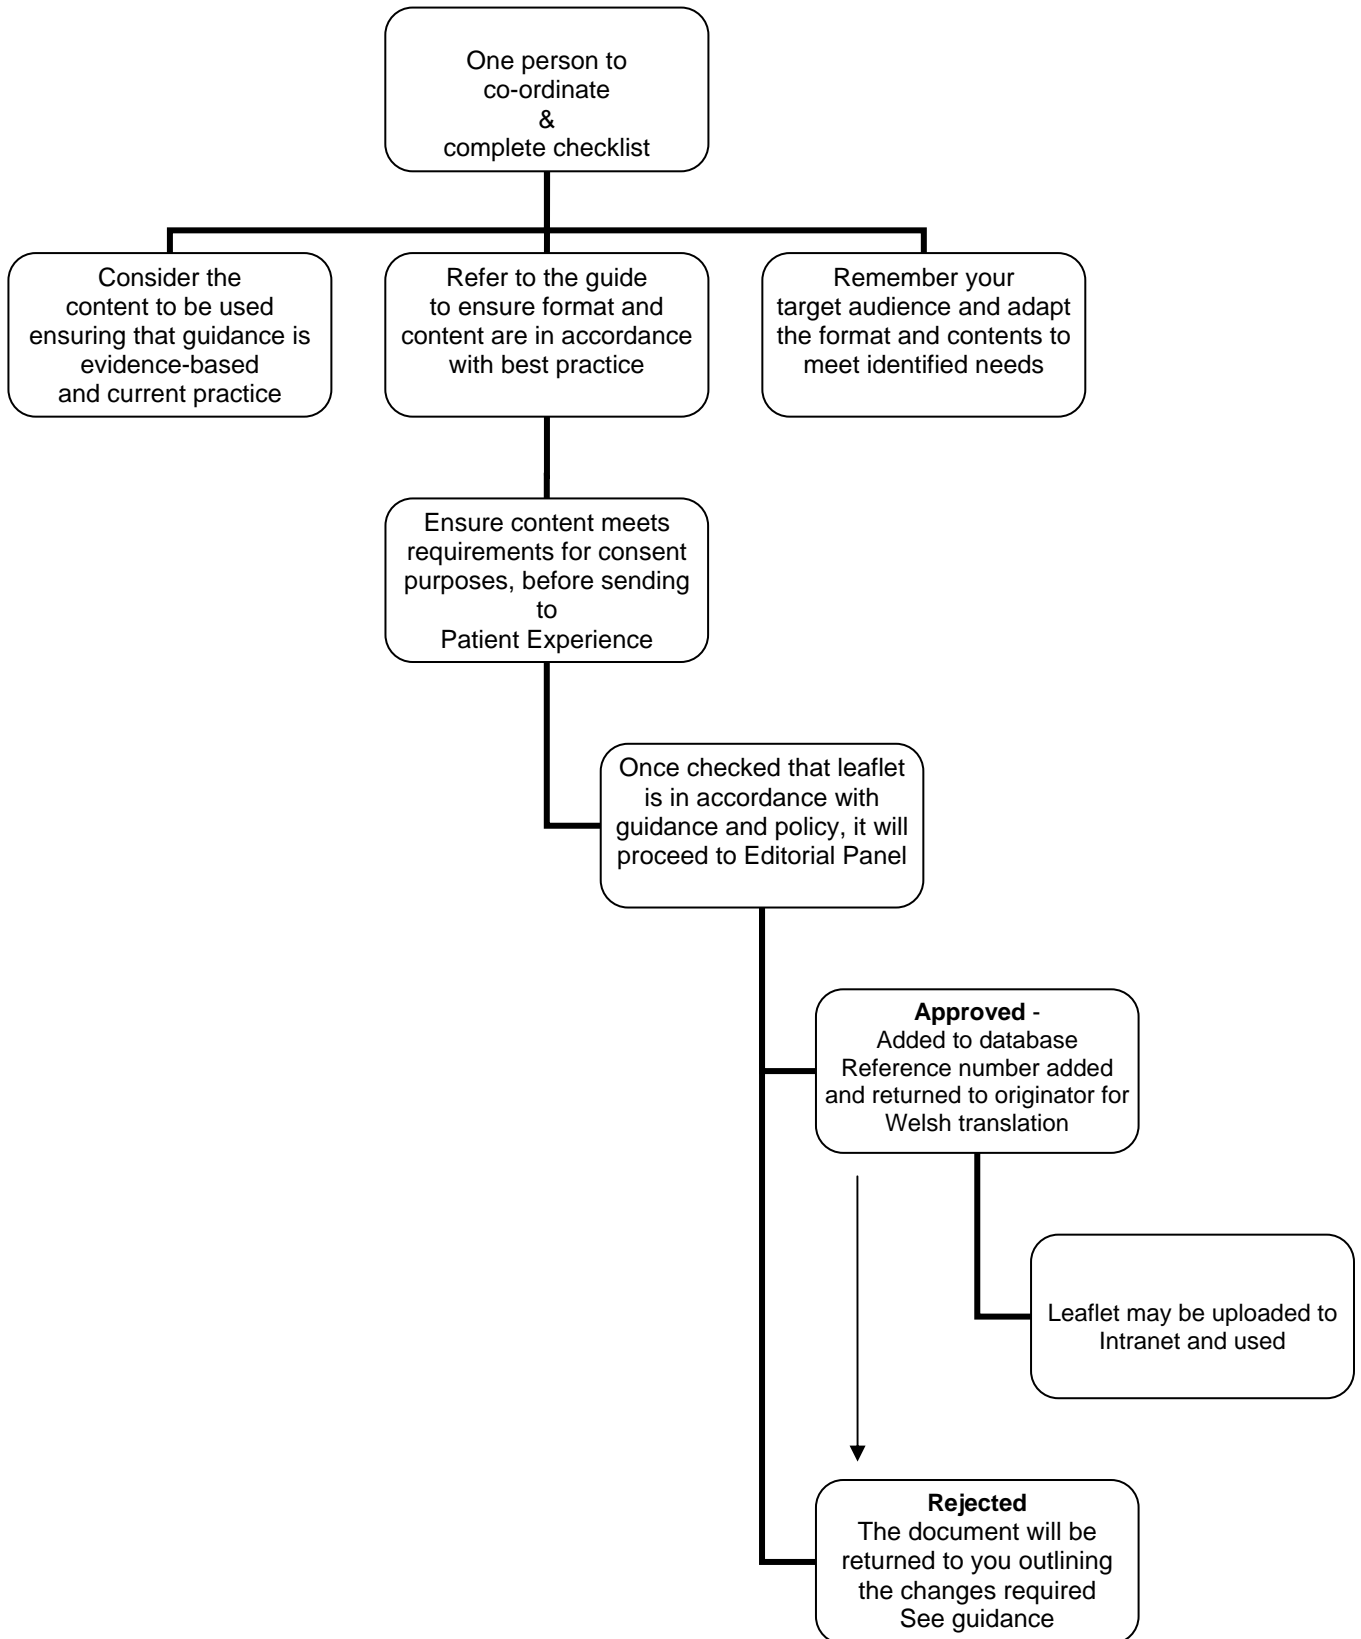 One person to
co-ordinate
&
complete checklist
Consider the
content to be used
ensuring that guidance is
evidence-based
and current practice
Refer to the guide
to ensure format and
content are in accordance
with best practice
Remember your
target audience and adapt
the format and contents to
meet identified needs
Ensure content meets
requirements for consent
purposes, before sending
to
Patient Experience
Once checked that leaflet
is in accordance with
guidance and policy, it will
proceed to Editorial Panel
Approved -
Added to database
Reference number added
and returned to originator for
Welsh translation
Leaflet may be uploaded to
Intranet and used
Rejected
The document will be
returned to you outlining
the changes required
See guidance